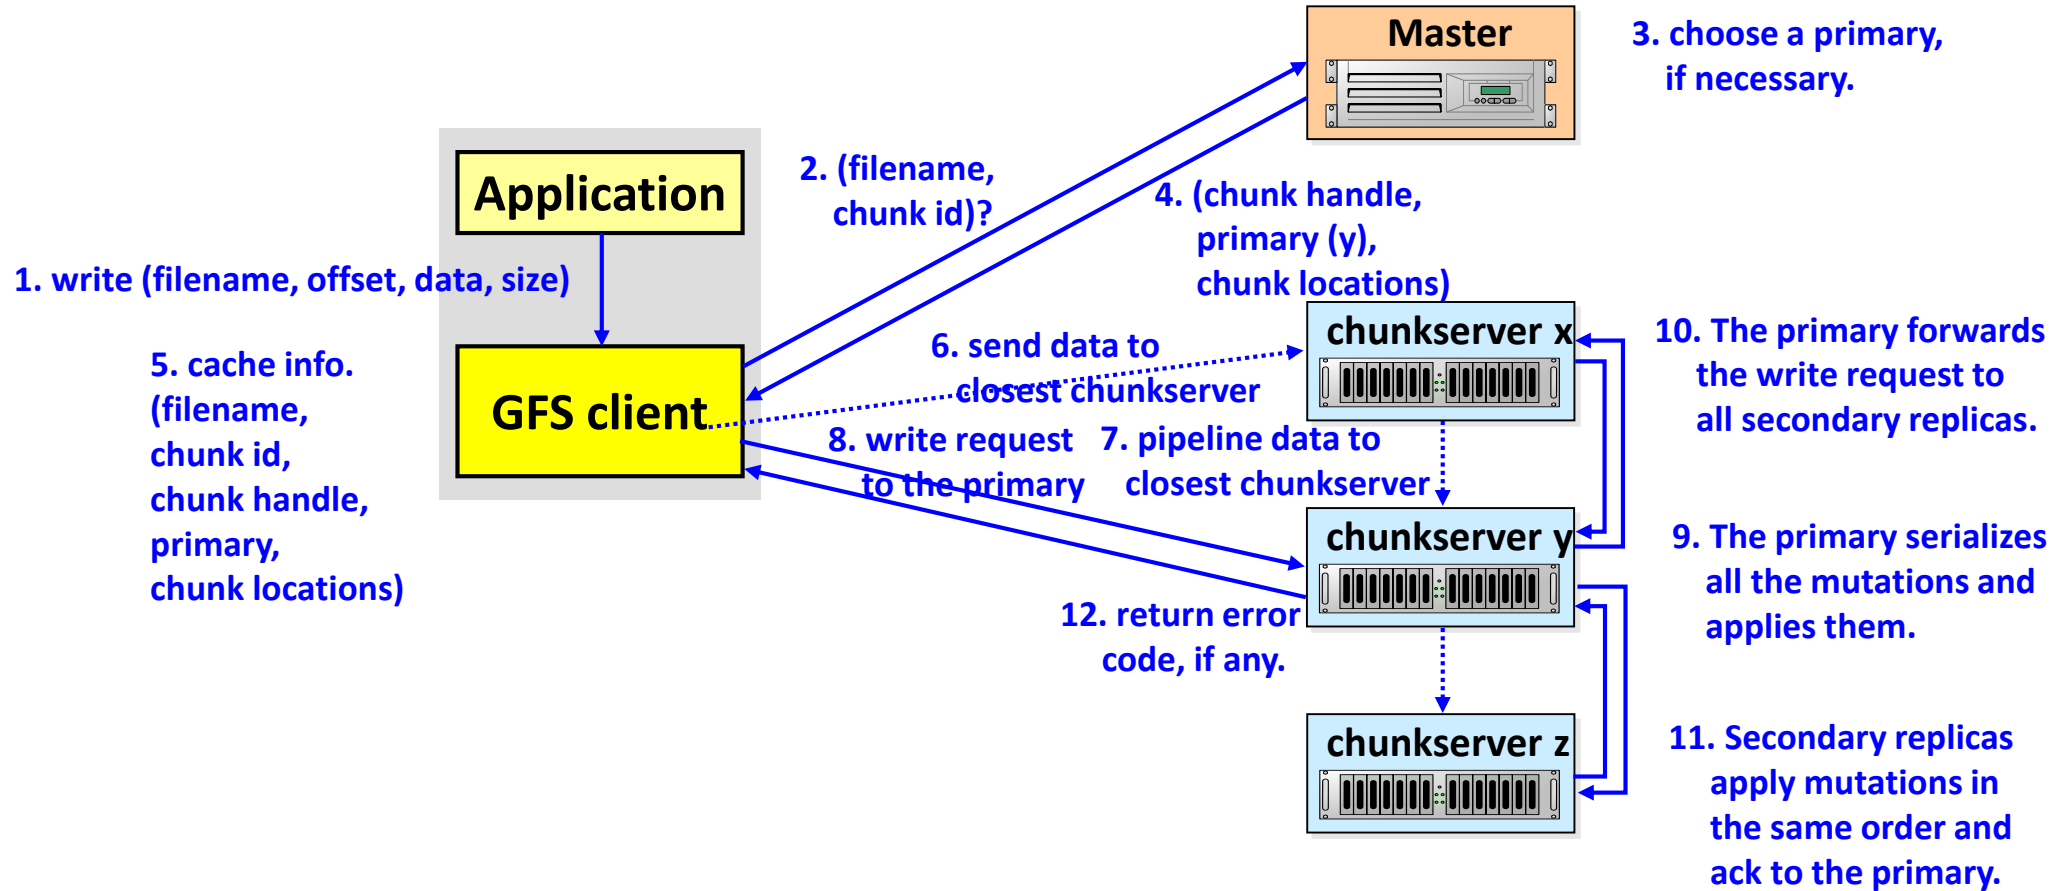 Master
3. choose a primary,
if necessary.
Application
2. (filename,
chunk id)?
4. (chunk handle,
primary (y),
chunk locations)
1. write (filename, offset, data, size)
5. cache info.
(filename,
chunk id,
chunk handle,
primary,
chunk locations)
GFS client
6. send data to
closest chunkserver
chunkserver x
10. The primary forwards
the write request to
all secondary replicas.
8. write request
to the primary
7. pipeline data to
closest chunkserver
chunkserver y
9. The primary serializes
all the mutations and
applies them.
12. return error
code, if any.
chunkserver z
11. Secondary replicas
apply mutations in
the same order and
ack to the primary.